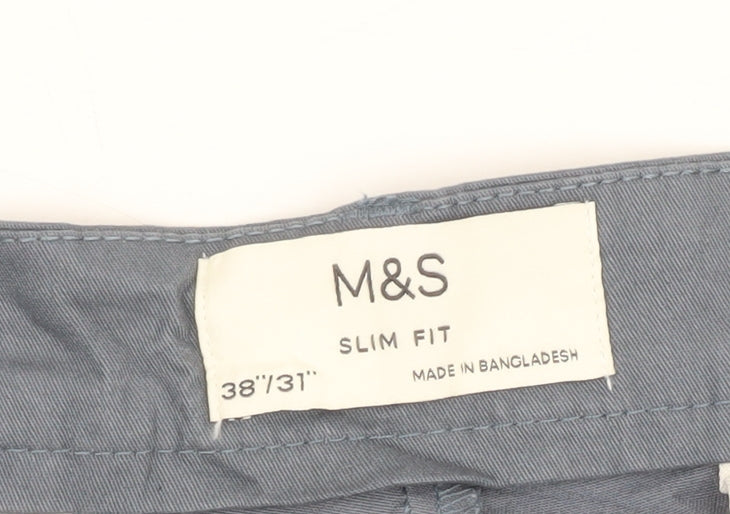 M&S
SLIM FIT
38"/31"
MADE IN BANGLADESH